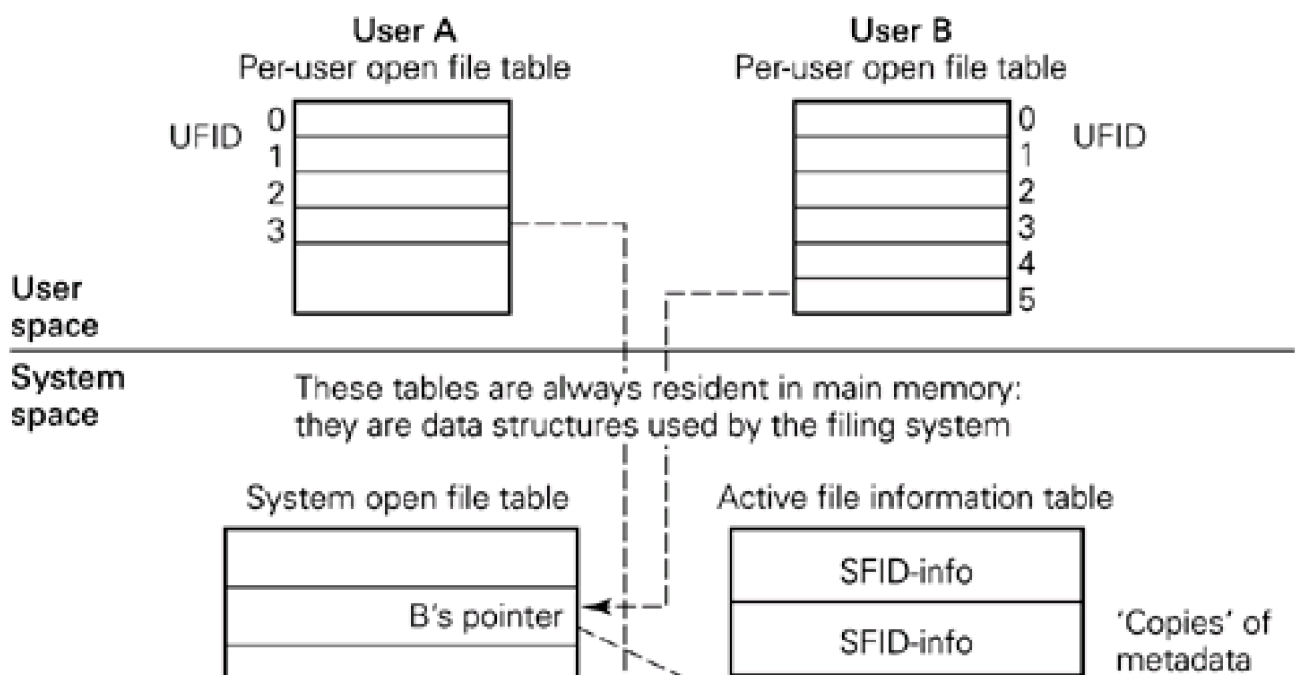 User A
Per-user open file table
User B
Per-user open file table
UFID
0
1
2
3
0
1
2
3
4
5
UFID
User
space
System
space
These tables are always resident in main memory:
they are data structures used by the filing system
System open file table
Active file information table
B's pointer
SFID-info
SFID-info
'Copies' of
metadata